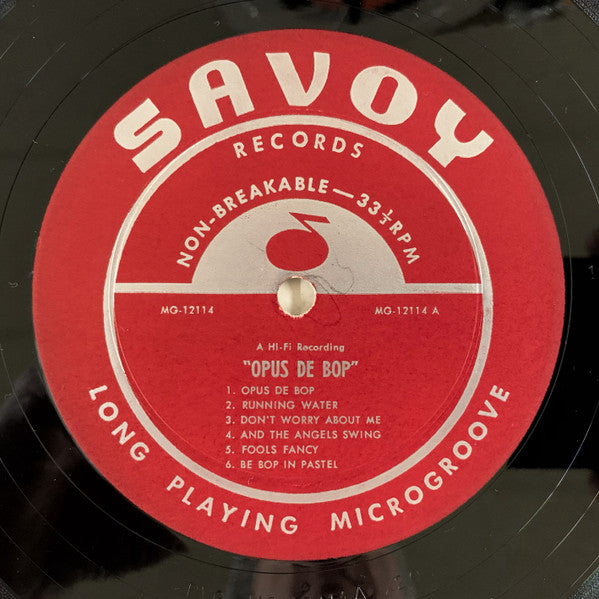 SAVOY
RECORDS
NON-BREAKABLE—33⅓RPM
MG-12114
MG-12114 A
A Hi-Fi Recording
"OPUS DE BOP"
1. OPUS DE BOP
2. RUNNING WATER
3. DON'T WORRY ABOUT ME
4. AND THE ANGELS SWING
5. FOOLS FANCY
6. BE BOP IN PASTEL
LONG PLAYING MICROGROOVE